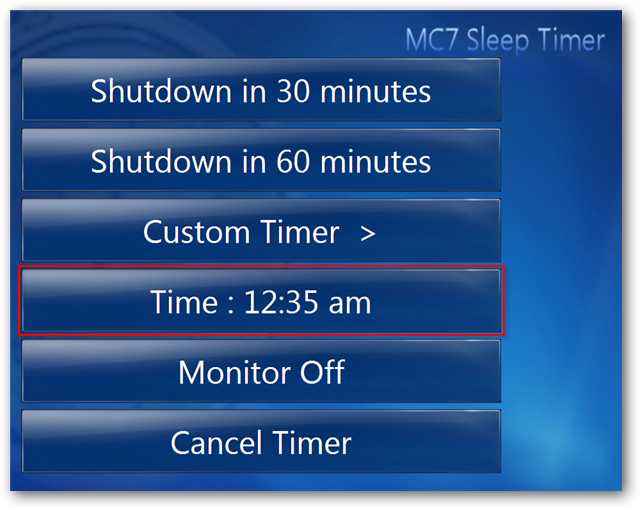 MC7 Sleep Timer
Shutdown in 30 minutes
Shutdown in 60 minutes
Custom Timer  >
Time : 12:35 am
Monitor Off
Cancel Timer